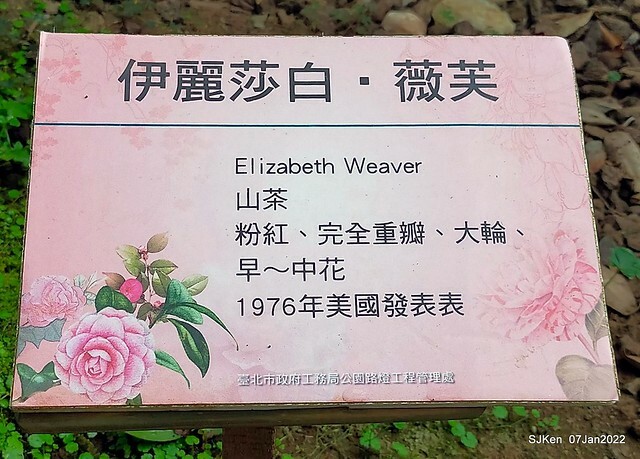 伊麗莎白·薇芙
Elizabeth Weaver
山茶
粉紅、完全重瓣、大輪、
早～中花
1976年美國發表表
臺北市政府工務局公園路燈工程管理處
SJKen 07Jan2022